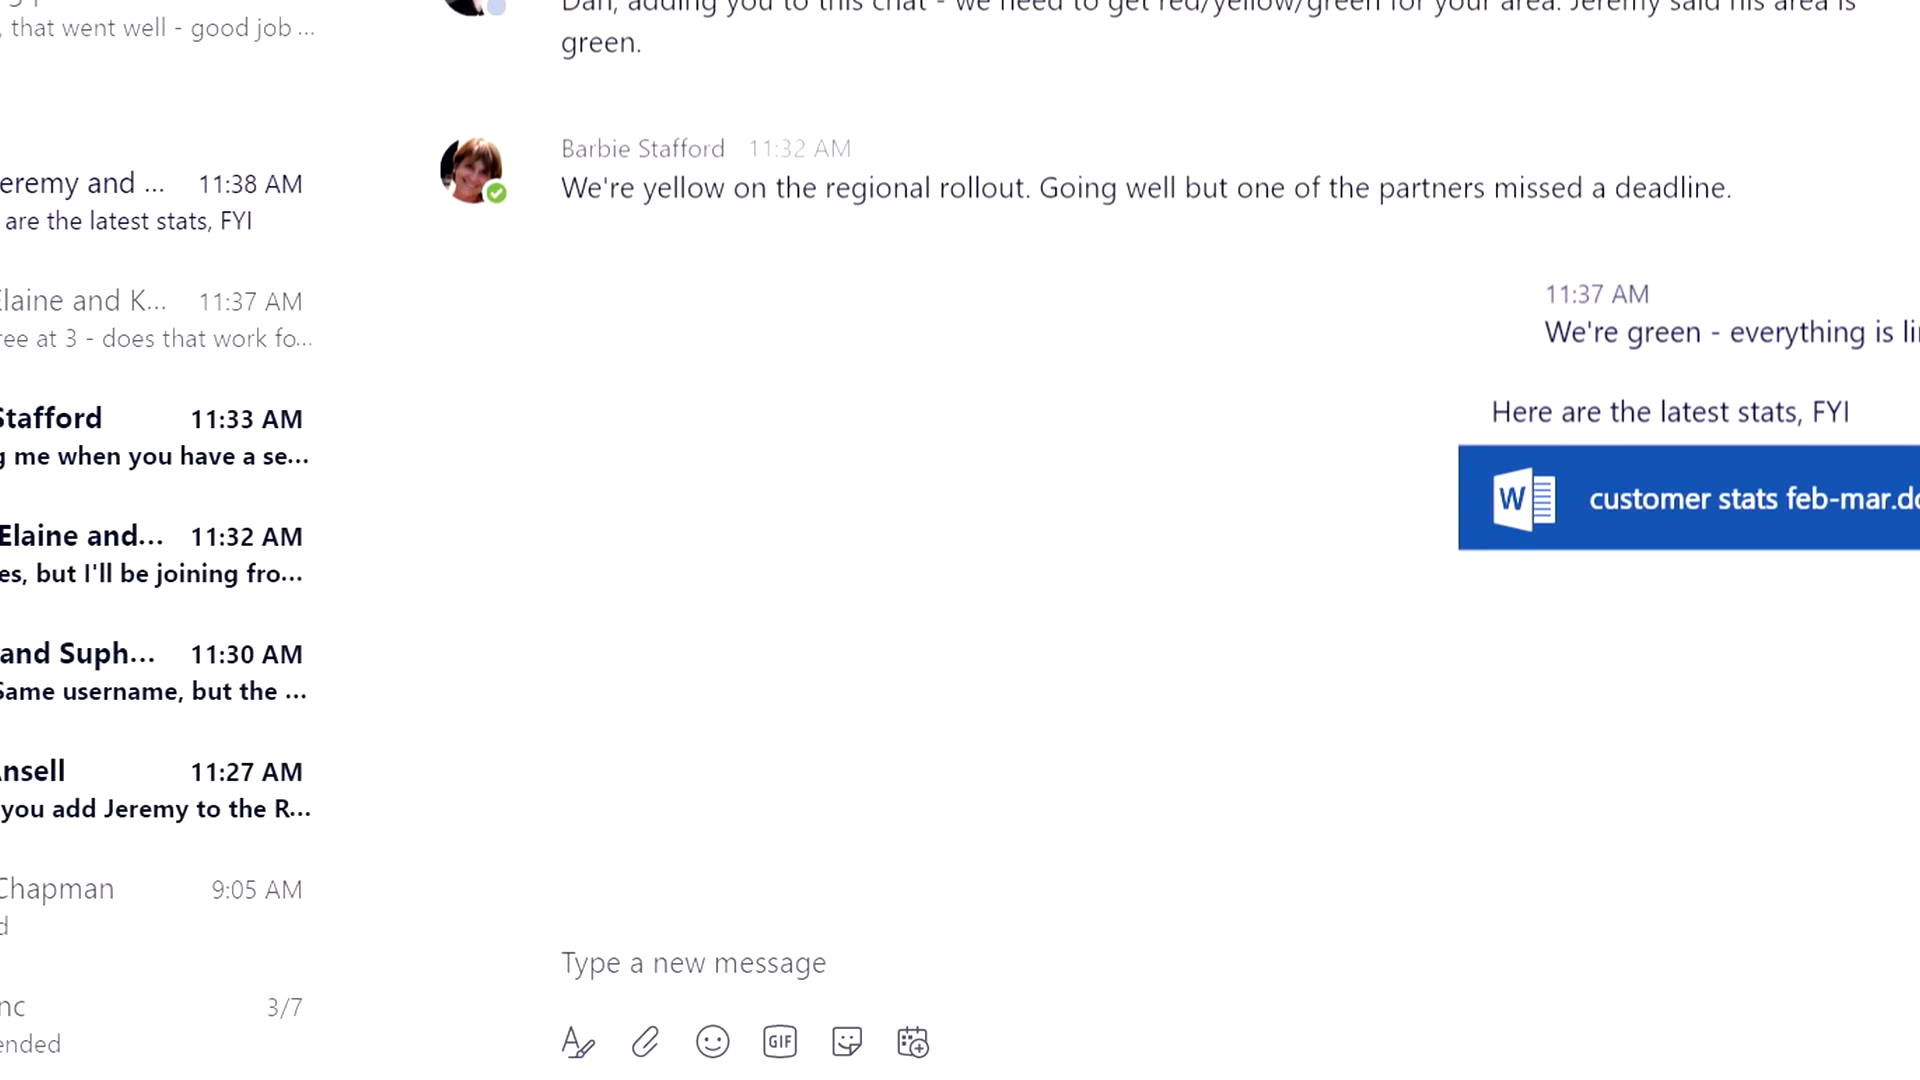 , that went well - good job ...
eremy and ... 11:38 AM
are the latest stats, FYI
Elaine and K... 11:37 AM
ree at 3 - does that work fo...
Stafford 11:33 AM
g me when you have a se...
Elaine and... 11:32 AM
es, but I'll be joining fro...
and Suph... 11:30 AM
Same username, but the ...
Ansell 11:27 AM
you add Jeremy to the R...
Chapman 9:05 AM
d
nc 3/7
ended
Dan, adding you to this chat - we need to get red/yellow/green for your area. Jeremy said his area is
green.
Barbie Stafford 11:32 AM
We're yellow on the regional rollout. Going well but one of the partners missed a deadline.
11:37 AM
We're green - everything is li
Here are the latest stats, FYI
W customer stats feb-mar.do
Type a new message
GIF